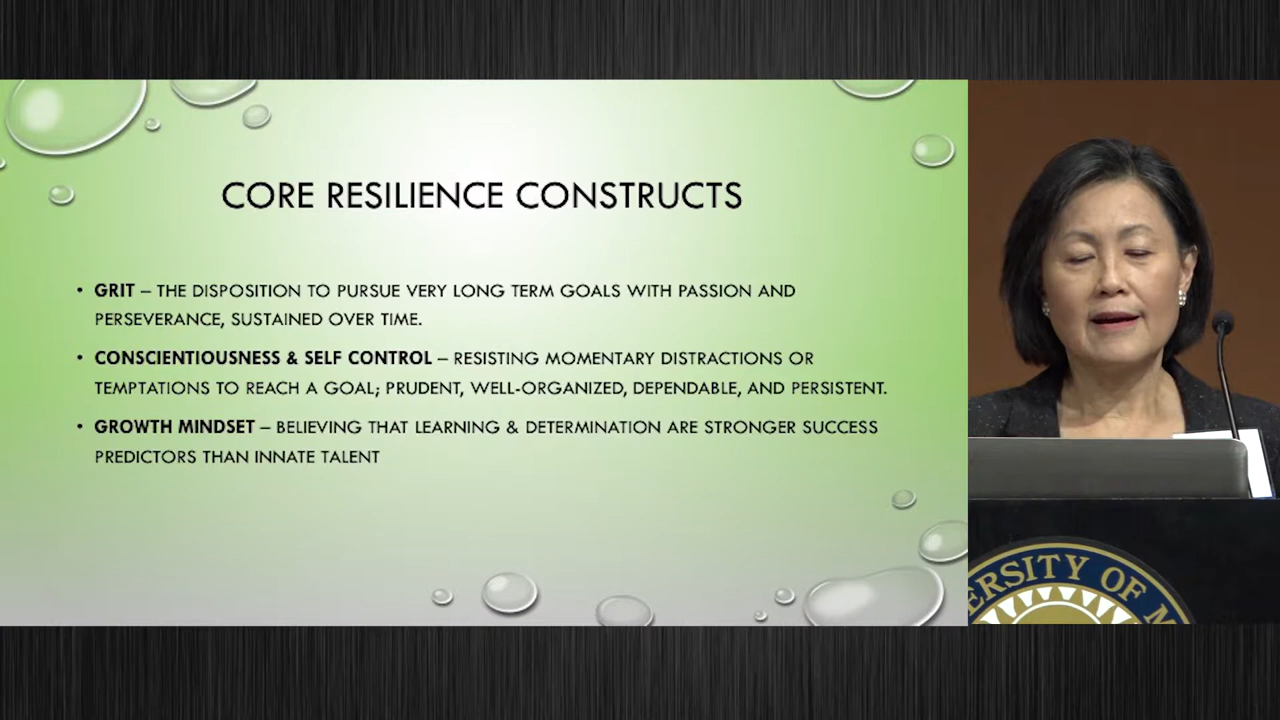 CORE RESILIENCE CONSTRUCTS
• GRIT – THE DISPOSITION TO PURSUE VERY LONG TERM GOALS WITH PASSION AND
PERSEVERANCE, SUSTAINED OVER TIME.
• CONSCIENTIOUSNESS & SELF CONTROL – RESISTING MOMENTARY DISTRACTIONS OR
TEMPTATIONS TO REACH A GOAL; PRUDENT, WELL-ORGANIZED, DEPENDABLE, AND PERSISTENT.
• GROWTH MINDSET – BELIEVING THAT LEARNING & DETERMINATION ARE STRONGER SUCCESS
PREDICTORS THAN INNATE TALENT
ERSITY OF